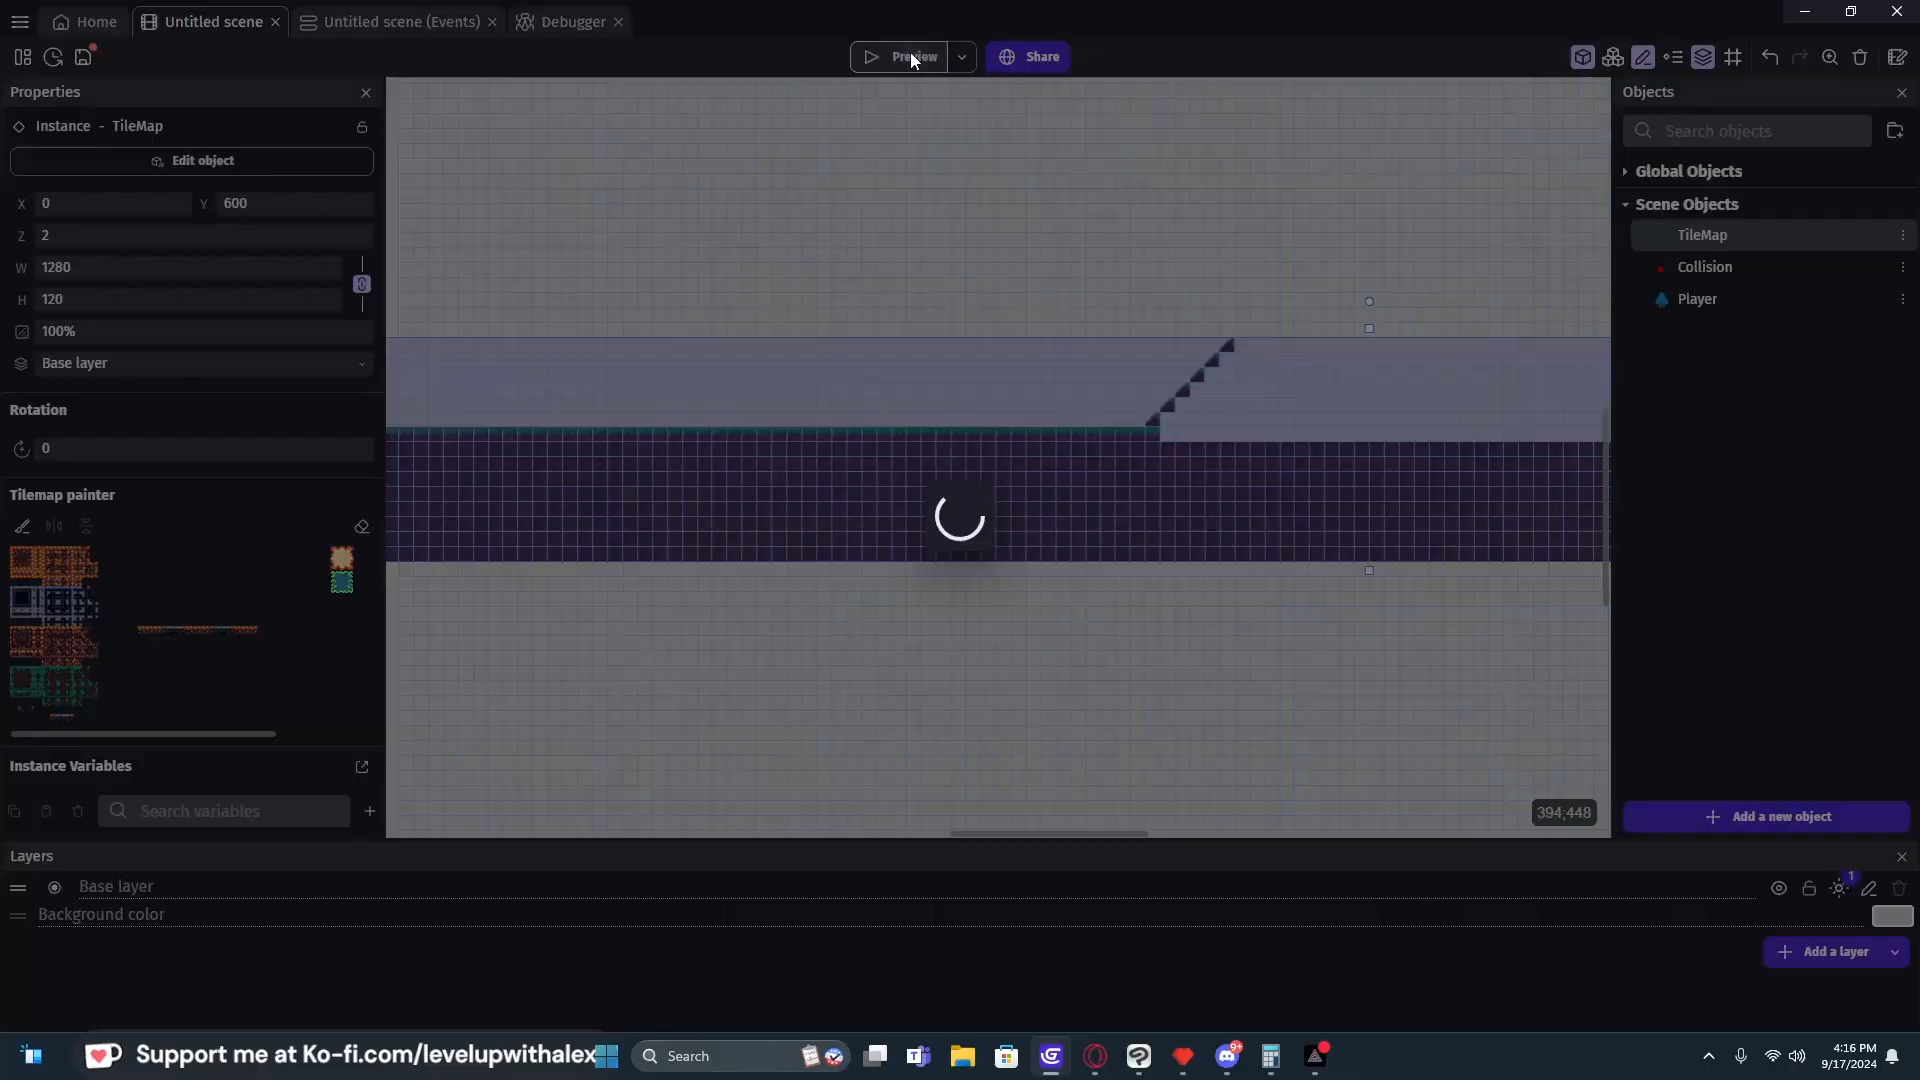 Home
Untitled scene
Untitled scene (Events)
Debugger
Preview
Share
Properties
Instance - TileMap
Edit object
X 0 Y 600
Z 2
W 1280
H 120
100%
Base layer
Rotation
0
Tilemap painter
Instance Variables
Search variables
394;448
Objects
Search objects
Global Objects
Scene Objects
TileMap
Collision
Player
Add a new object
Layers
Base layer
1
Background color
Add a layer
Support me at Ko-fi.com/levelupwithalex
Search
9+
4:16 PM
9/17/2024